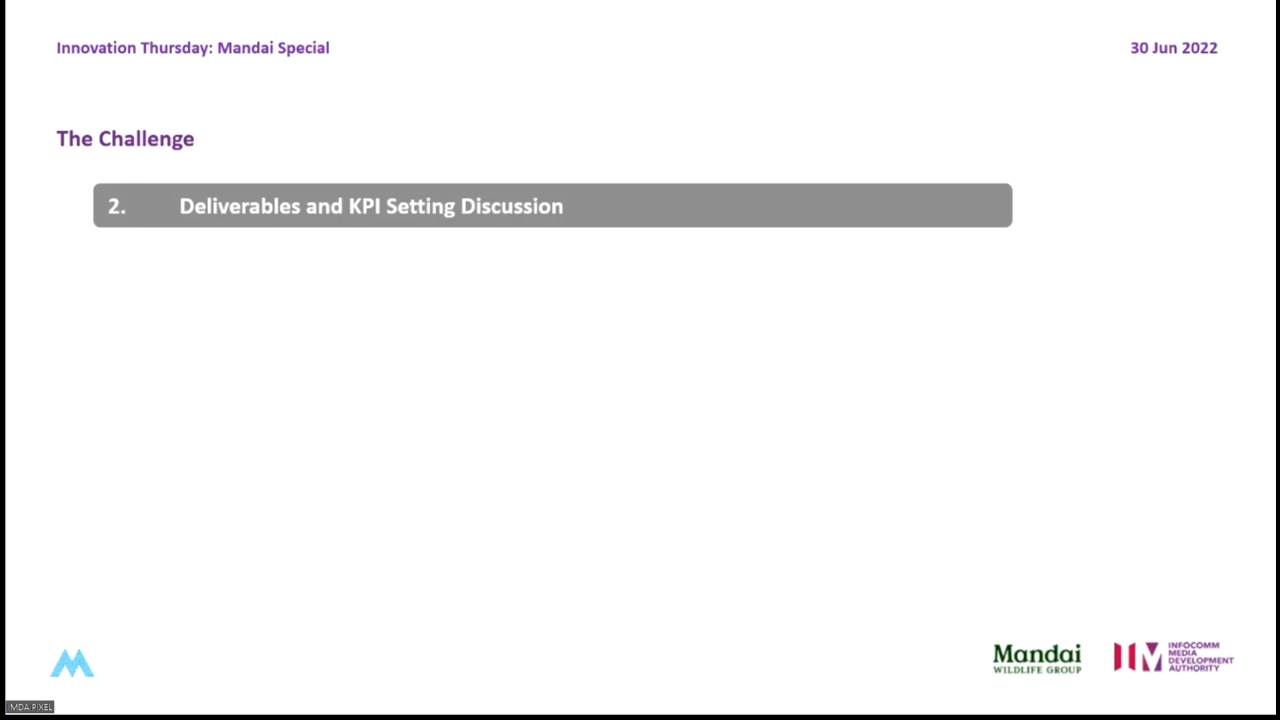 Innovation Thursday: Mandai Special
30 Jun 2022
The Challenge
2. Deliverables and KPI Setting Discussion
Mandai
WILDLIFE GROUP
INFOCOMM
MEDIA
DEVELOPMENT
AUTHORITY
IMDA PIXEL